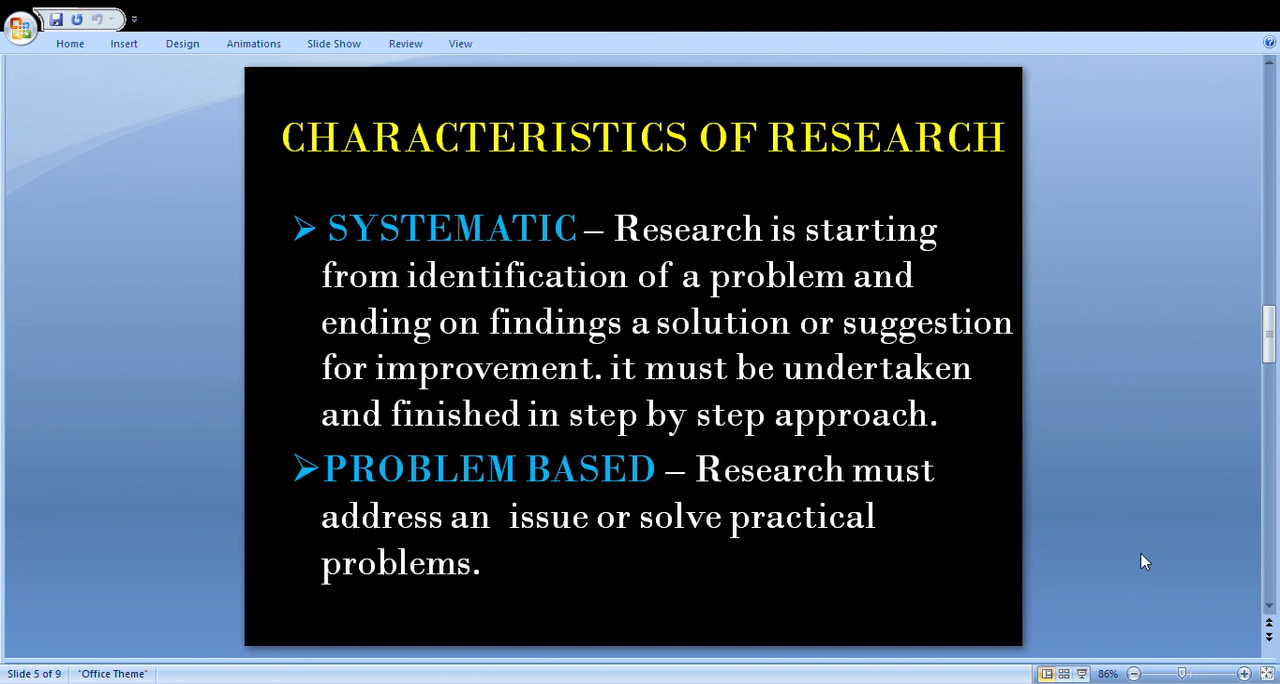 Home Insert Design Animations Slide Show Review View
CHARACTERISTICS OF RESEARCH
➢ SYSTEMATIC – Research is starting
from identification of a problem and
ending on findings a solution or suggestion
for improvement. it must be undertaken
and finished in step by step approach.
➢PROBLEM BASED – Research must
address an issue or solve practical
problems.
Slide 5 of 9 "Office Theme" 86%